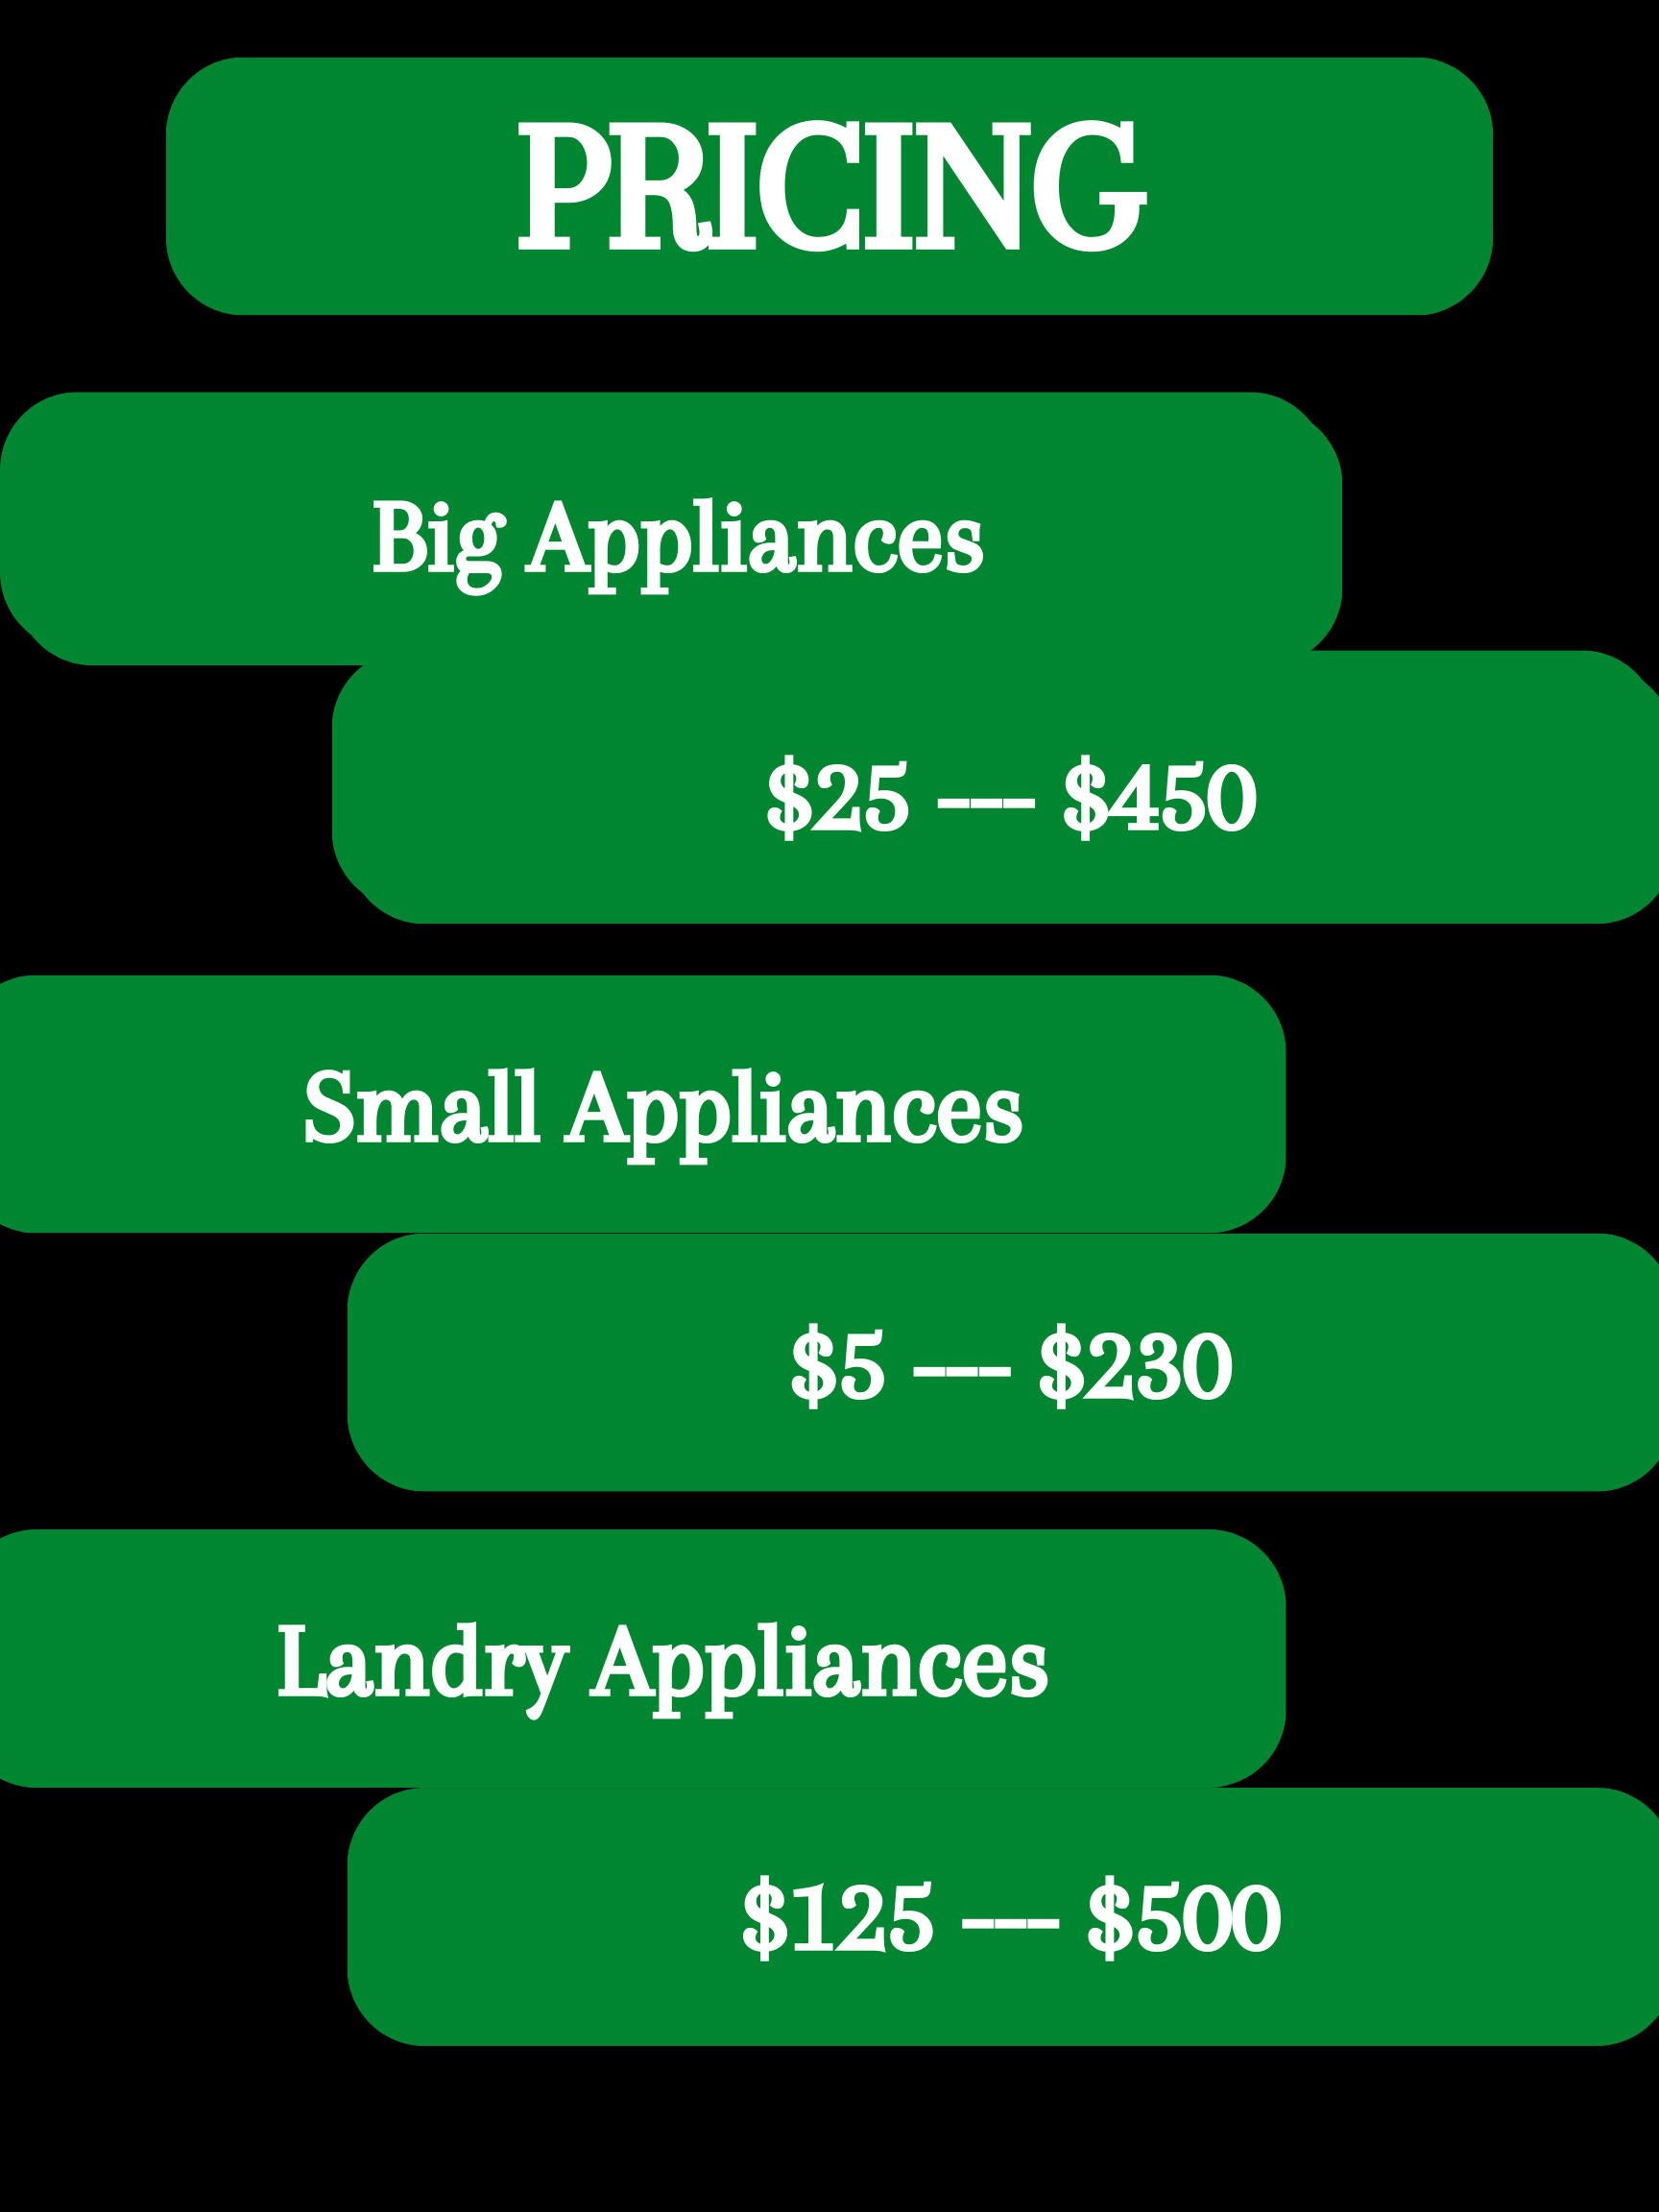 PRICING
Big Appliances
$25 --- $450
Small Appliances
$5 --- $230
Landry Appliances
$125 --- $500